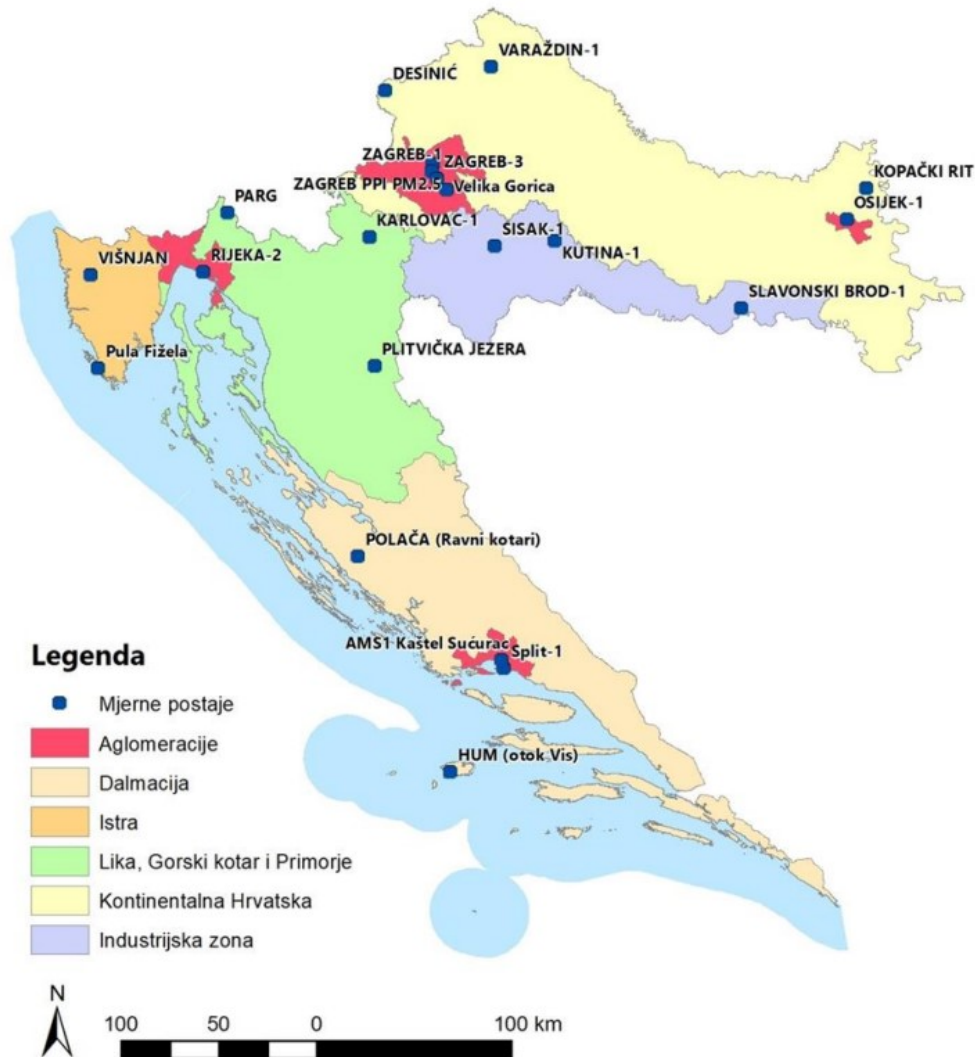 VARAŽDIN-1
DESINIĆ
ZAGREB-1
ZAGREB-3
KOPAČKI RIT
ZAGREB PPI PM2.5
Velika Gorica
PARG
OSIJEK-1
KARLOVAC-1
SISAK-1
KUTINA-1
VIŠNJAN
RIJEKA-2
SLAVONSKI BROD-1
Pula Fižela
PLITVIČKA JEZERA
POLAČA (Ravni kotari)
AMS1 Kaštel Sućurac
Split-1
HUM (otok Vis)
Legenda
Mjerne postaje
Aglomeracije
Dalmacija
Istra
Lika, Gorski kotar i Primorje
Kontinentalna Hrvatska
Industrijska zona
N
100 50 0 100 km